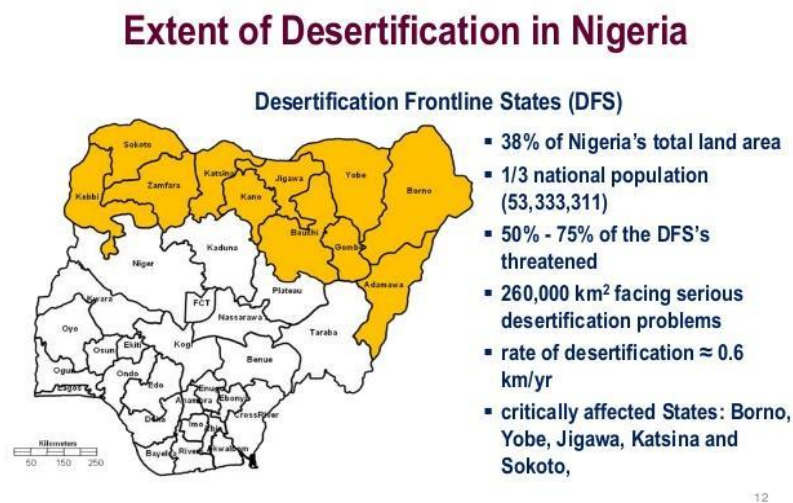 Extent of Desertification in Nigeria
Desertification Frontline States (DFS)
▪ 38% of Nigeria's total land area
▪ 1/3 national population
(53,333,311)
▪ 50% - 75% of the DFS's
threatened
▪ 260,000 km² facing serious
desertification problems
▪ rate of desertification ≈ 0.6
km/yr
▪ critically affected States: Borno,
Yobe, Jigawa, Katsina and
Sokoto,
Sokoto
Kebbi
Zamfara
Katsina
Kano
Jigawa
Yobe
Borno
Bauchi
Gombe
Adamawa
Kaduna
Niger
Plateau
FCT
Nassarawa
Kwara
Taraba
Oyo
Kogi
Benue
Osun
Ekiti
Ogun
Ondo
Lagos
Edo
Enugu
Anambra
Ebony
CrossRiver
Delta
Imo
Abia
Bayelsa
Rivers
Akwaibom
Kilometers
50 150 250
12